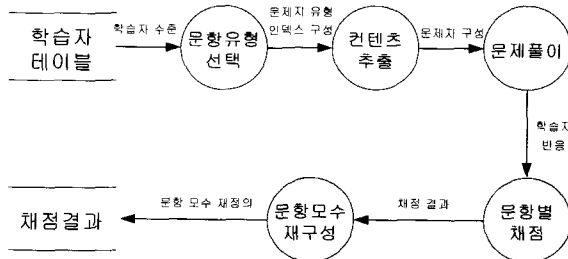 학습자
테이블
학습자 수준
문항유형
선택
문제지 유형
인덱스 구성
컨텐츠
추출
문제지 구성
문제풀이
학습자
반응
문항별
채점
채점 결과
문항모수
재구성
문항 모수 재정의
채점결과